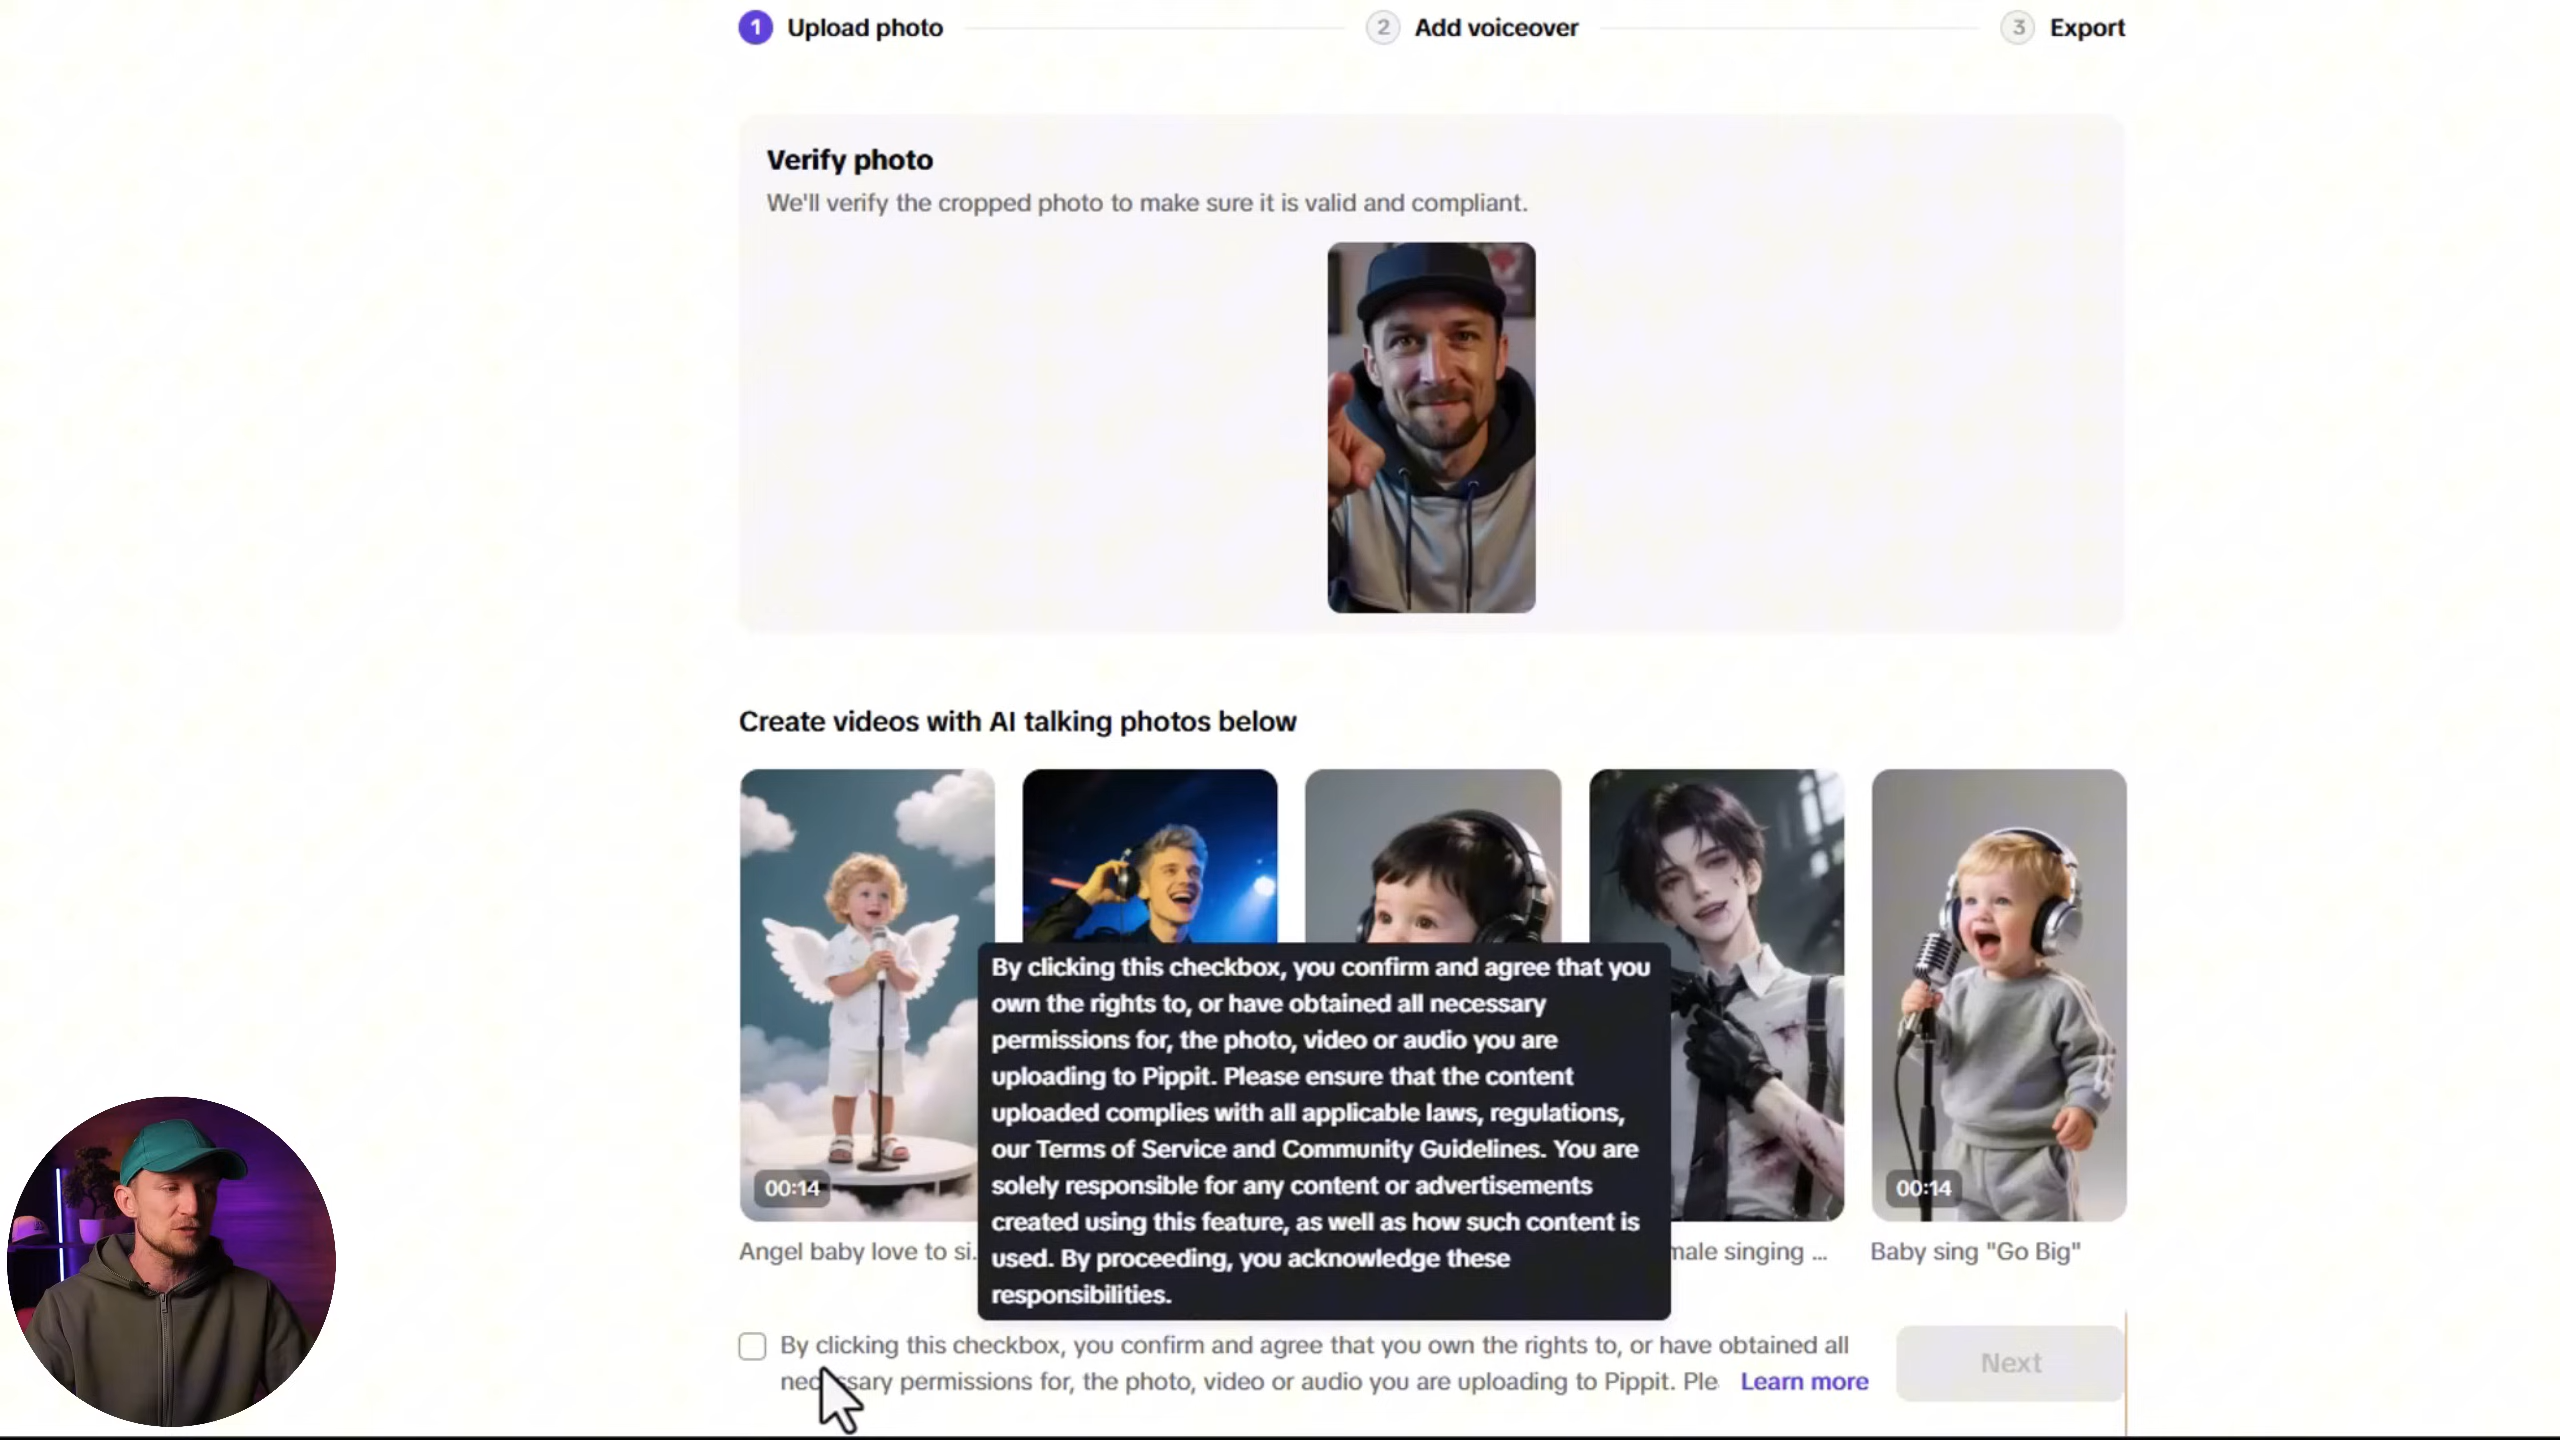 1 Upload photo
2 Add voiceover
3 Export
Verify photo
We'll verify the cropped photo to make sure it is valid and compliant.
Create videos with AI talking photos below
By clicking this checkbox, you confirm and agree that you
own the rights to, or have obtained all necessary
permissions for, the photo, video or audio you are
uploading to Pippit. Please ensure that the content
uploaded complies with all applicable laws, regulations,
our Terms of Service and Community Guidelines. You are
solely responsible for any content or advertisements
created using this feature, as well as how such content is
used. By proceeding, you acknowledge these
responsibilities.
00:14
00:14
Angel baby love to si...
male singing ...
Baby sing "Go Big"
By clicking this checkbox, you confirm and agree that you own the rights to, or have obtained all
necessary permissions for, the photo, video or audio you are uploading to Pippit. Ple
Learn more
Next